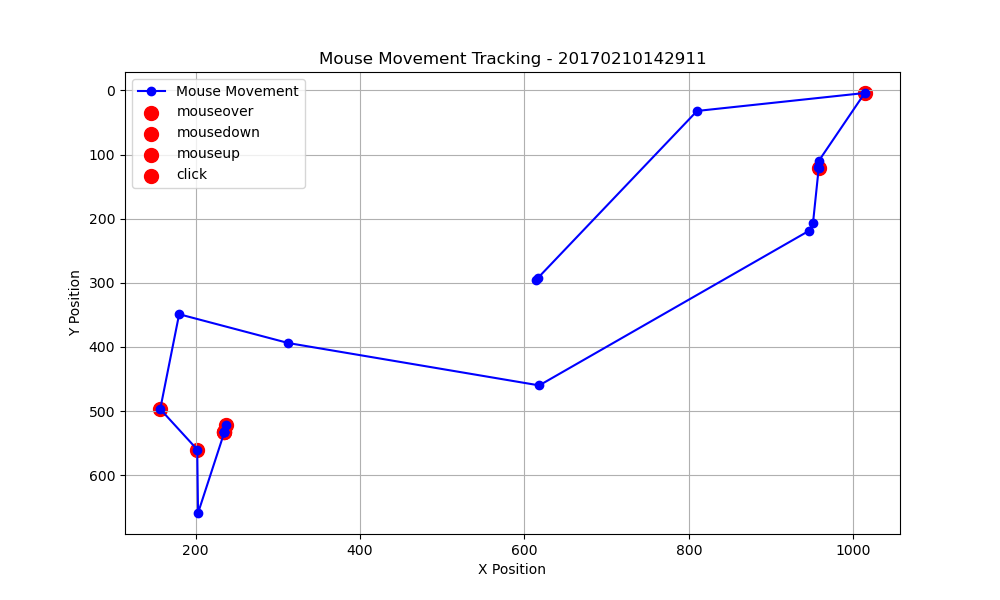 Mouse Movement Tracking - 20170210142911
Mouse Movement
mouseover
mousedown
mouseup
click
0
100
200
300
400
500
600
Y Position
200 400 600 800 1000
X Position